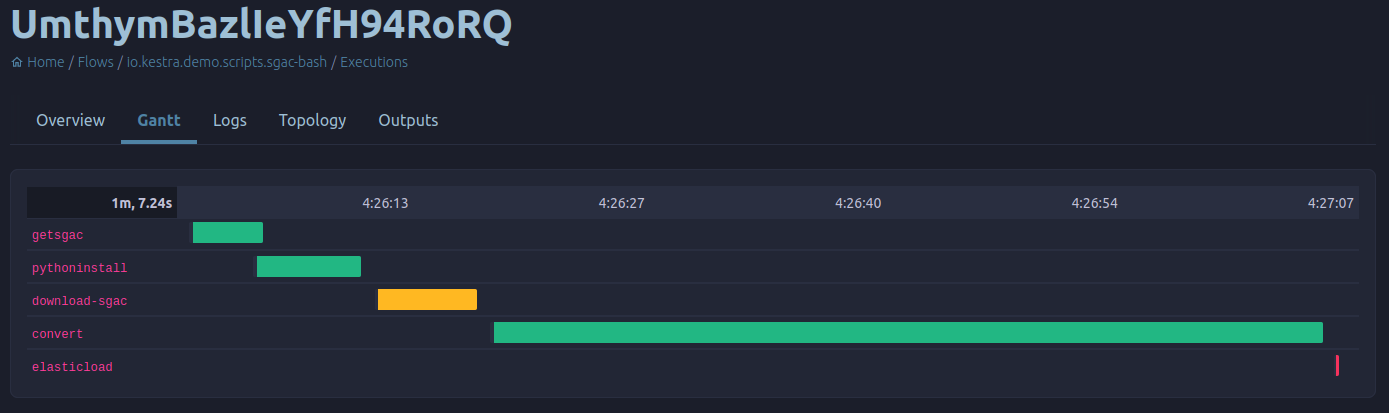 UmthymBazlIeYfH94RoRQ
Home / Flows / io.kestra.demo.scripts.sgac-bash / Executions
Overview Gantt Logs Topology Outputs
1m, 7.24s 4:26:13 4:26:27 4:26:40 4:26:54 4:27:07
getsgac
pythoninstall
download-sgac
convert
elasticload